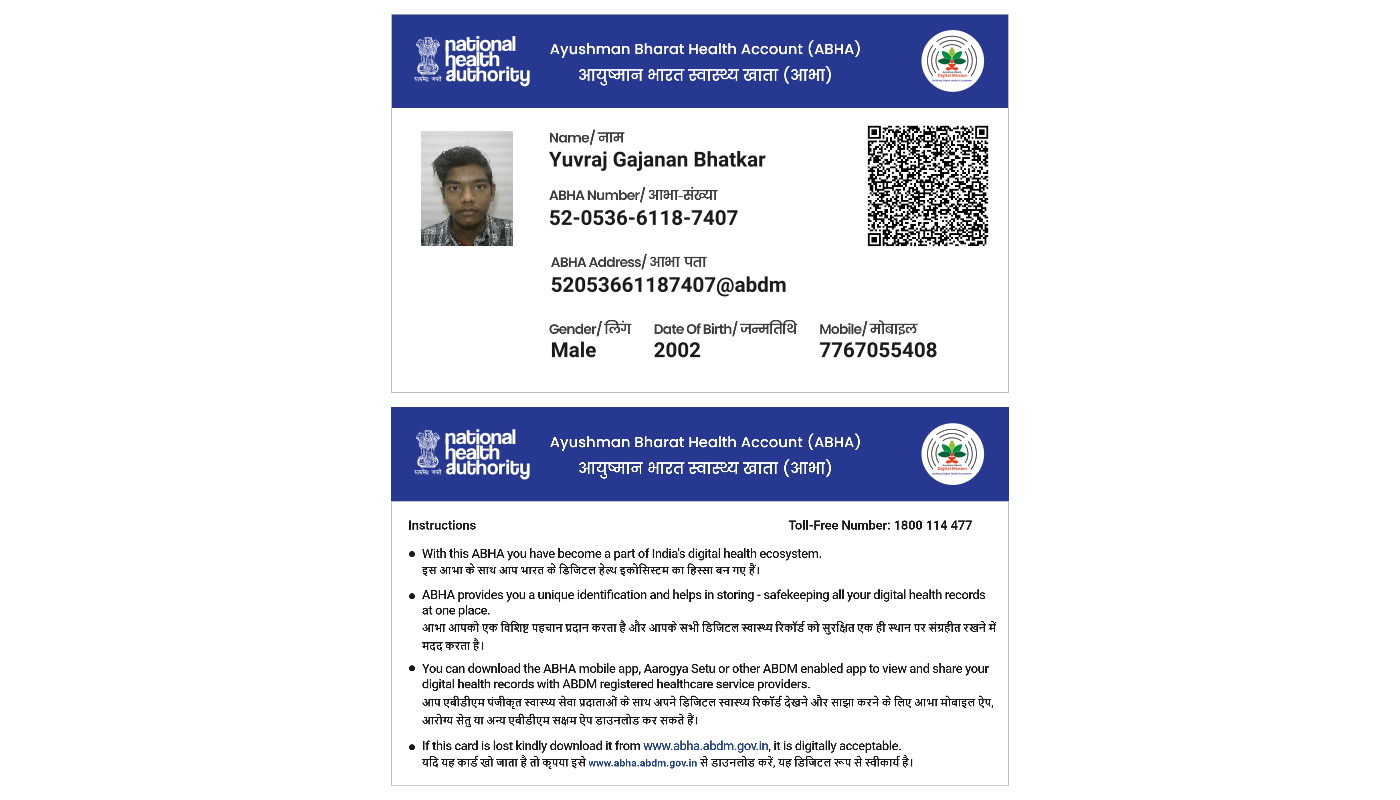 national
health
authority
सत्यमेव जयते
Ayushman Bharat Health Account (ABHA)
आयुष्मान भारत स्वास्थ्य खाता (आभा)
Digital Mission
Name/ नाम
Yuvraj Gajanan Bhatkar
ABHA Number/ आभा-संख्या
52-0536-6118-7407
ABHA Address/ आभा पता
52053661187407@abdm
Gender/ लिंग Date Of Birth/ जन्मतिथि Mobile/ मोबाइल
Male 2002 7767055408
national
health
authority
सत्यमेव जयते
Ayushman Bharat Health Account (ABHA)
आयुष्मान भारत स्वास्थ्य खाता (आभा)
Digital Mission
Instructions Toll-Free Number: 1800 114 477
With this ABHA you have become a part of India's digital health ecosystem.
इस आभा के साथ आप भारत के डिजिटल हेल्थ इकोसिस्टम का हिस्सा बन गए हैं।
ABHA provides you a unique identification and helps in storing - safekeeping all your digital health records
at one place.
आभा आपको एक विशिष्ट पहचान प्रदान करता है और आपके सभी डिजिटल स्वास्थ्य रिकॉर्ड को सुरक्षित एक ही स्थान पर संग्रहीत रखने में
मदद करता है।
You can download the ABHA mobile app, Aarogya Setu or other ABDM enabled app to view and share your
digital health records with ABDM registered healthcare service providers.
आप एबीडीएम पंजीकृत स्वास्थ्य सेवा प्रदाताओं के साथ अपने डिजिटल स्वास्थ्य रिकॉर्ड देखने और साझा करने के लिए आभा मोबाइल ऐप,
आरोग्य सेतु या अन्य एबीडीएम सक्षम ऐप डाउनलोड कर सकते हैं।
If this card is lost kindly download it from www.abha.abdm.gov.in, it is digitally acceptable.
यदि यह कार्ड खो जाता है तो कृपया इसे www.abha.abdm.gov.in से डाउनलोड करें, यह डिजिटल रूप से स्वीकार्य है।